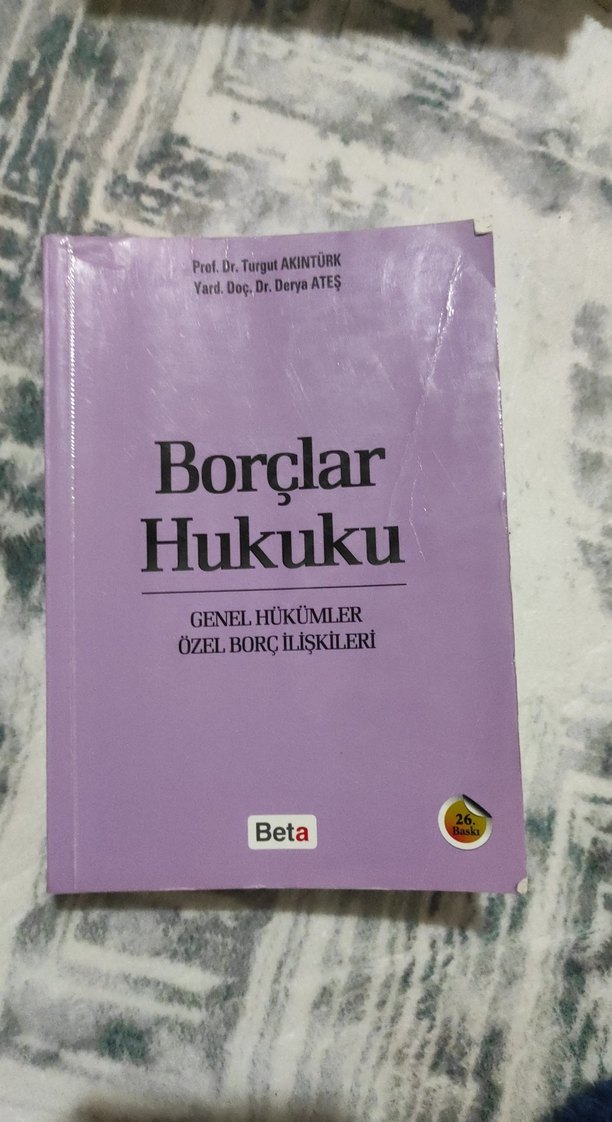 Prof. Dr. Turgut AKINTÜRK
Yard. Doç. Dr. Derya ATEŞ
Borçlar
Hukuku
GENEL HÜKÜMLER
ÖZEL BORÇ İLİŞKİLERİ
Beta
26.
Baskı